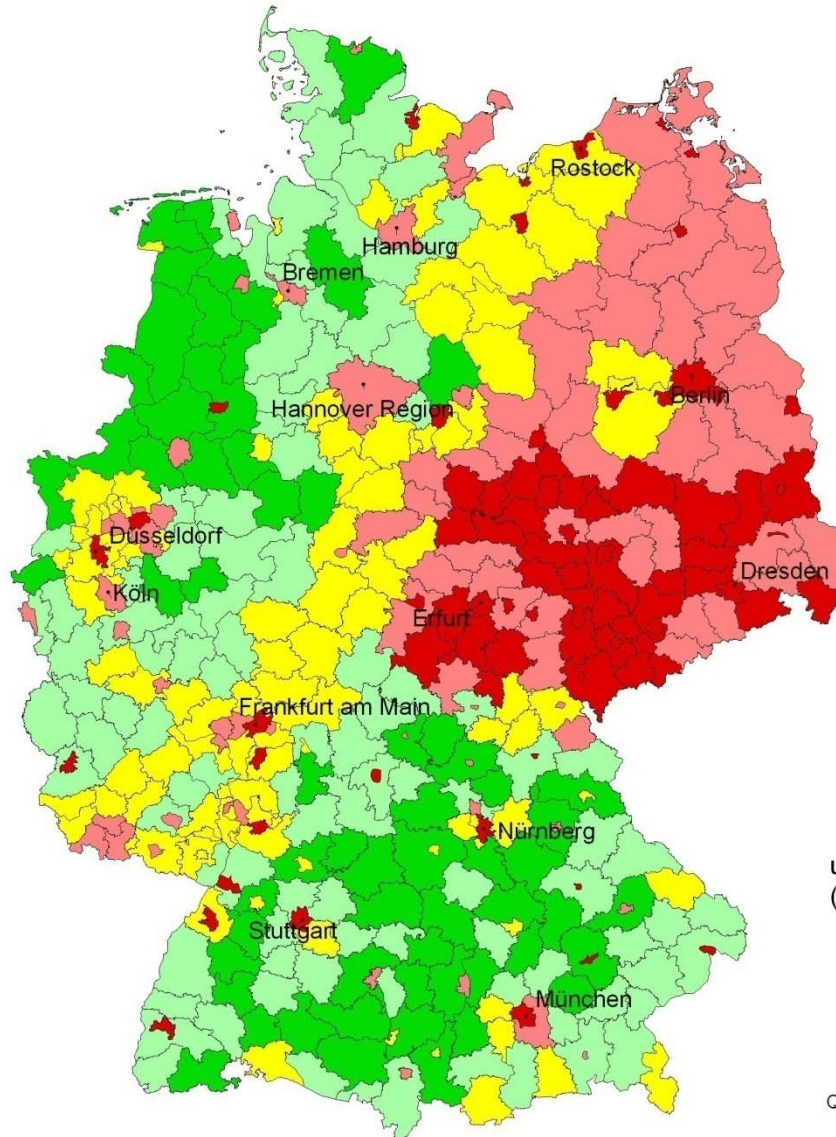 Rostock
Hamburg
Bremen
Hannover Region
Berlin
Düsseldorf
Köln
Dresden
Erfurt
Frankfurt am Main
Nürnberg
Stuttgart
München